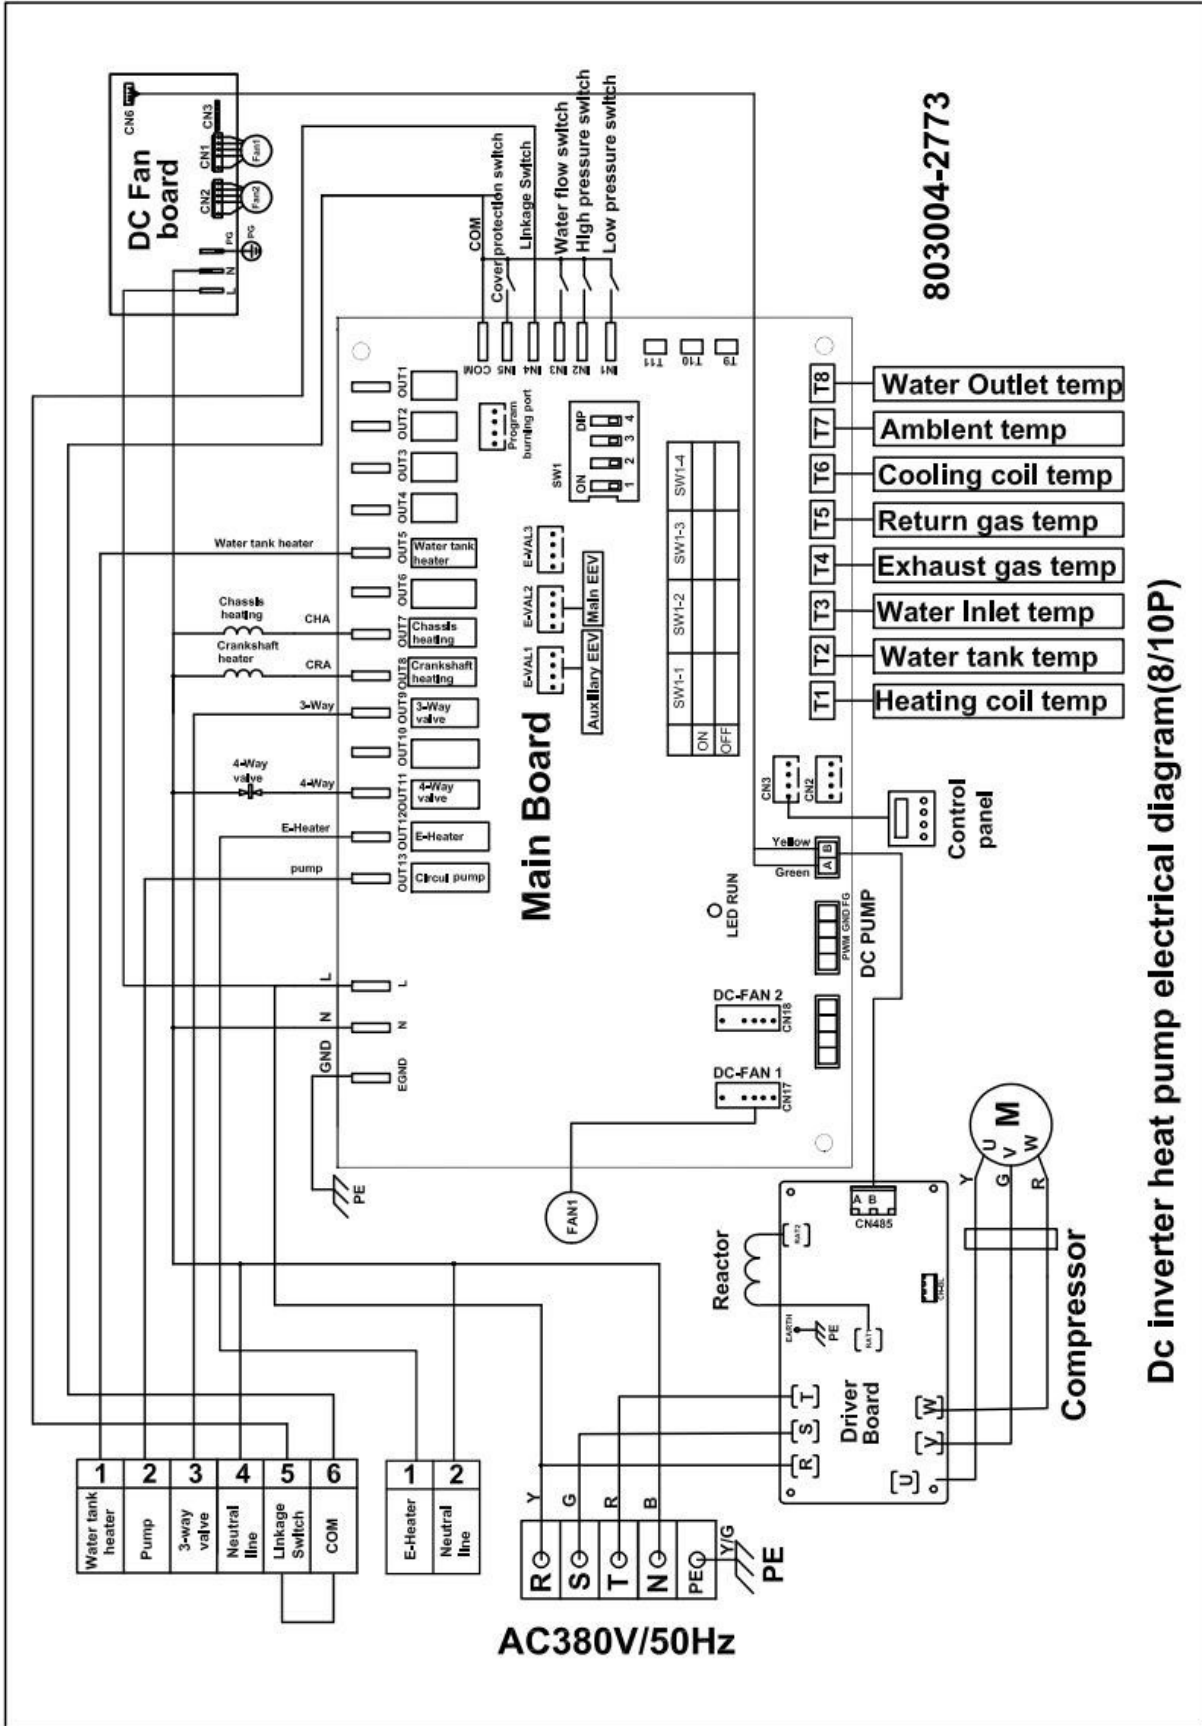 DC Fan
board
CN6
CN3
CN1
Fan1
CN2
Fan2
PG
PG
N
L
COM
Cover protection switch
Linkage Switch
Water flow switch
High pressure switch
Low pressure switch
803004-2773
COM
IN5
IN4
IN3
IN2
IN1
T11
T10
T9
OUT1
OUT2
OUT3
OUT4
OUT5
OUT6
OUT7
OUT8
OUT9
OUT10
OUT11
OUT12
OUT13
Water tank
heater
Chassis
heating
Crankshaft
heating
3-Way
valve
4-Way
valve
E-Heater
Circul pump
Water tank heater
Chassis
heating
CHA
Crankshaft
heater
CRA
3-Way
4-Way
valve
4-Way
E-Heater
pump
Program
burning port
SW1
ON
DIP
1
2
3
4
E-VAL3
E-VAL2
E-VAL1
Main EEV
Auxiliary EEV
SW1-1
SW1-2
SW1-3
SW1-4
ON
OFF
Main Board
T8
Water Outlet temp
T7
Ambient temp
T6
Cooling coil temp
T5
Return gas temp
T4
Exhaust gas temp
T3
Water Inlet temp
T2
Water tank temp
T1
Heating coil temp
CN3
CN2
Control
panel
Yellow
Green
A
B
LED RUN
PWM GND FG
DC PUMP
DC-FAN 2
CN18
DC-FAN 1
CN17
L
N
GND
L
N
EGND
PE
FAN1
Reactor
RAT2
RAT1
EARTH
PE
A B
CN485
Driver
Board
R
S
T
U
V
W
Y
G
R
U
V
W
M
Compressor
1
2
3
4
5
6
Water tank
heater
Pump
3-way
valve
Neutral
line
Linkage
Switch
COM
1
2
E-Heater
Neutral
line
Y
G
R
B
Y/G
R
S
T
N
PE
PE
AC380V/50Hz
Dc inverter heat pump electrical diagram(8/10P)